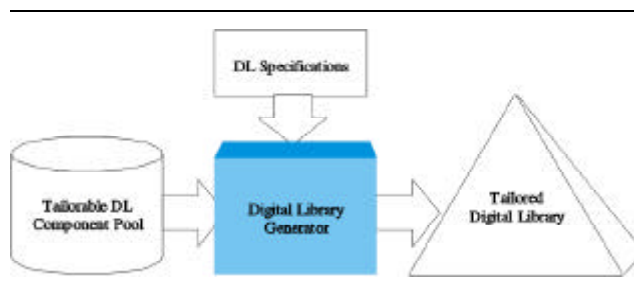 DL Specifications
Tailorable DL
Component Pool
Digital Library
Generator
Tailored
Digital Library